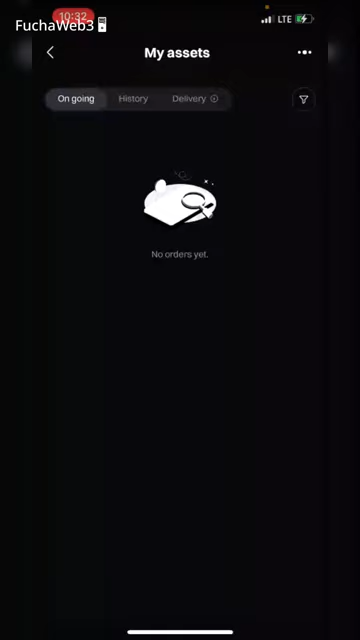 10:32
FuchaWeb3
LTE
My assets
On going
History
Delivery
No orders yet.